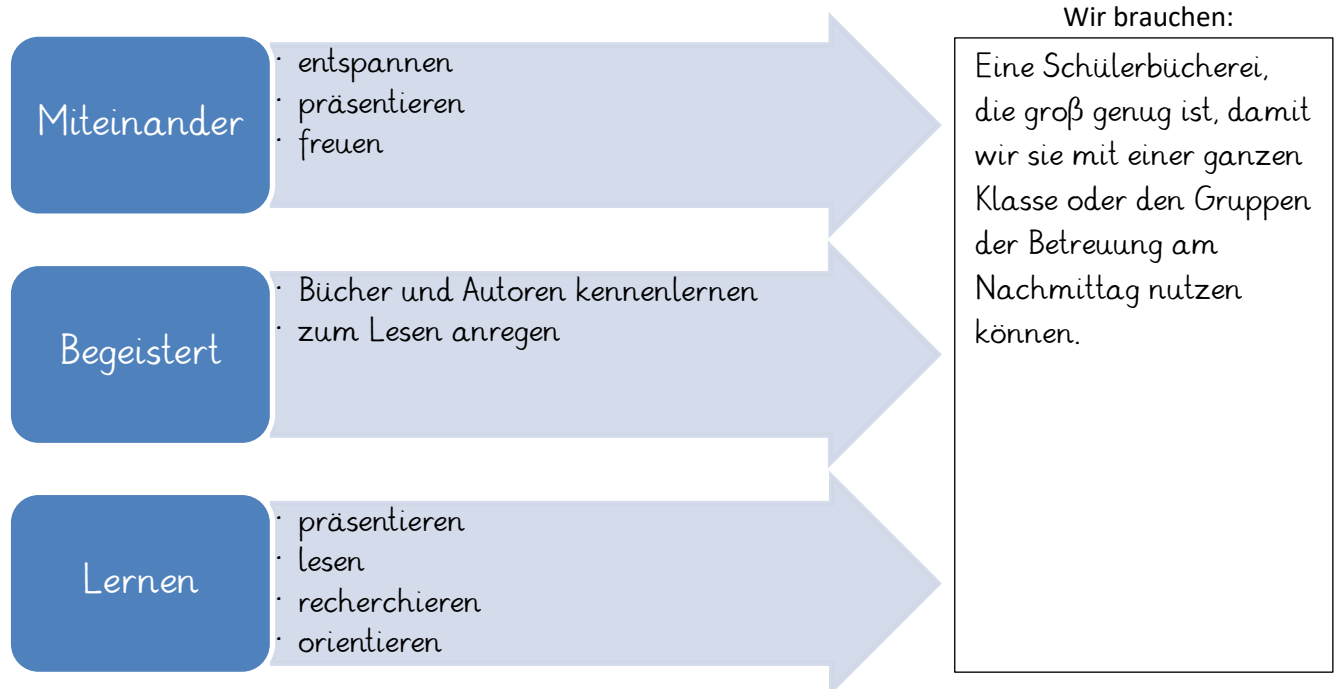 Miteinander
· entspannen
· präsentieren
· freuen
Begeistert
· Bücher und Autoren kennenlernen
· zum Lesen anregen
Lernen
· präsentieren
· lesen
· recherchieren
· orientieren
Wir brauchen:
Eine Schülerbücherei,
die groß genug ist, damit
wir sie mit einer ganzen
Klasse oder den Gruppen
der Betreuung am
Nachmittag nutzen
können.